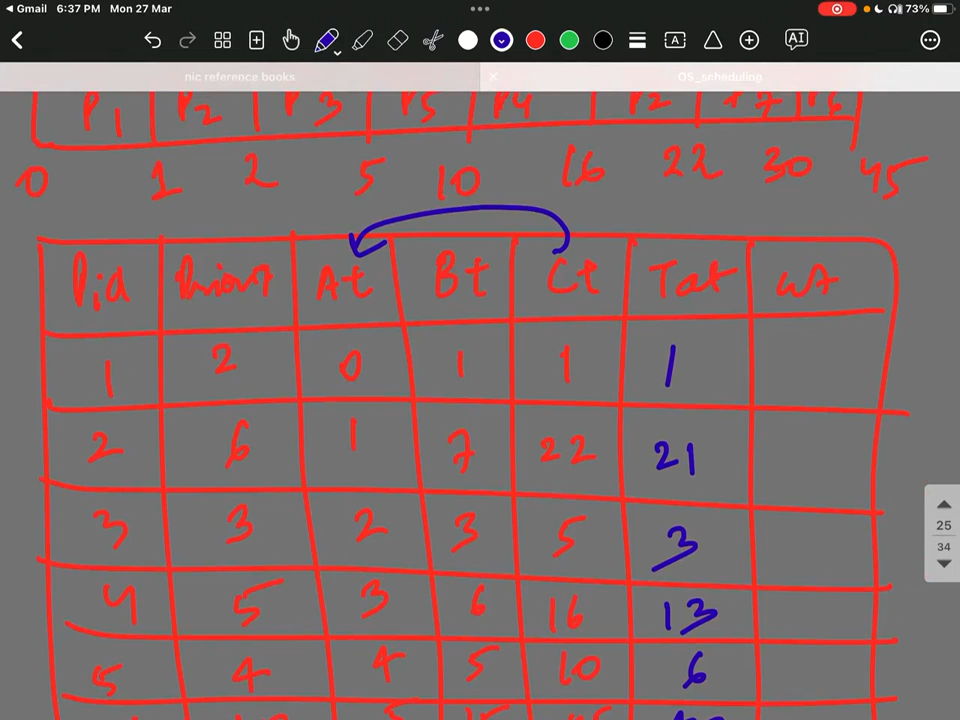 Gmail 6:37 PM Mon 27 Mar 73%
A AI
nic reference books OS_scheduling
P1 P2 P3 P5 P4 P2 P7 P6
0 1 2 5 10 16 22 30 45
Pid At Bt Ct Tat wt
1 2 0 1 1 1
2 6 1 7 22 21
3 3 2 3 5 3
4 5 3 6 16 13
5 4 4 5 10 6
25
34